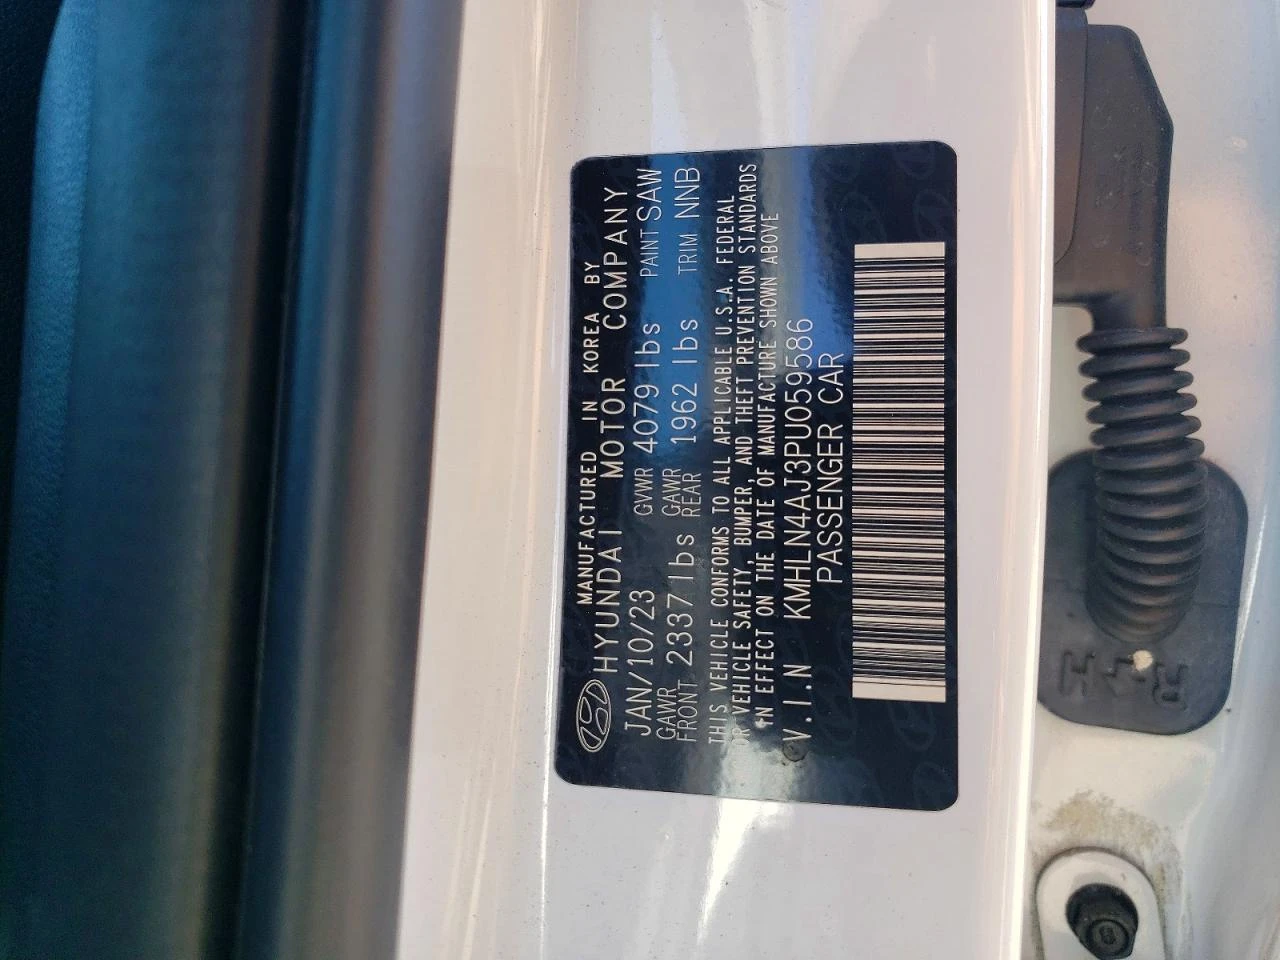 MANUFACTURED IN KOREA BY
HYUNDAI MOTOR COMPANY
JAN/10/23 GVWR 4079 lbs PAINT SAW
GAWR FRONT 2337 lbs GAWR REAR 1962 lbs TRIM NNB
THIS VEHICLE CONFORMS TO ALL APPLICABLE U.S.A. FEDERAL
VEHICLE SAFETY, BUMPER, AND THEFT PREVENTION STANDARDS
IN EFFECT ON THE DATE OF MANUFACTURE SHOWN ABOVE
V.I.N KMHLN4AJ3PU059586
PASSENGER CAR
RH
8